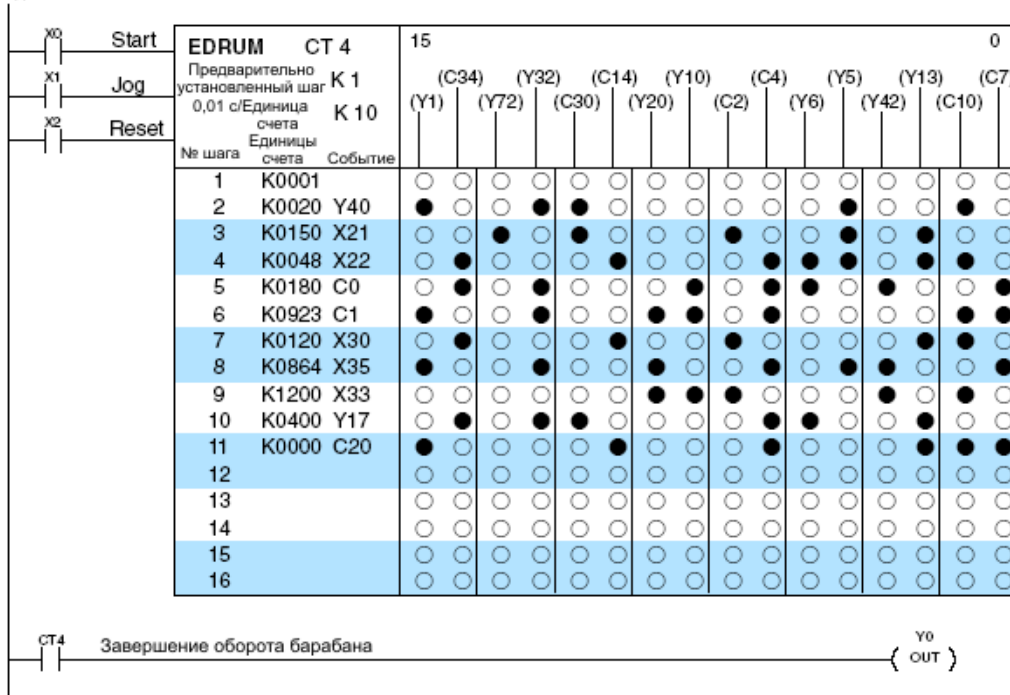 X0 Start
X1 Jog
X2 Reset
EDRUM CT 4
Предварительно
установленный шаг K 1
0,01 с/Единица
счета K 10
№ шага Единицы
счета Событие
15 0
(C34) (Y32) (C14) (Y10) (C4) (Y5) (Y13) (C7
(Y1) (Y72) (C30) (Y20) (C2) (Y6) (Y42) (C10)
1 K0001
2 K0020 Y40
3 K0150 X21
4 K0048 X22
5 K0180 C0
6 K0923 C1
7 K0120 X30
8 K0864 X35
9 K1200 X33
10 K0400 Y17
11 K0000 C20
12
13
14
15
16
CT4 Завершение оборота барабана Y0
OUT